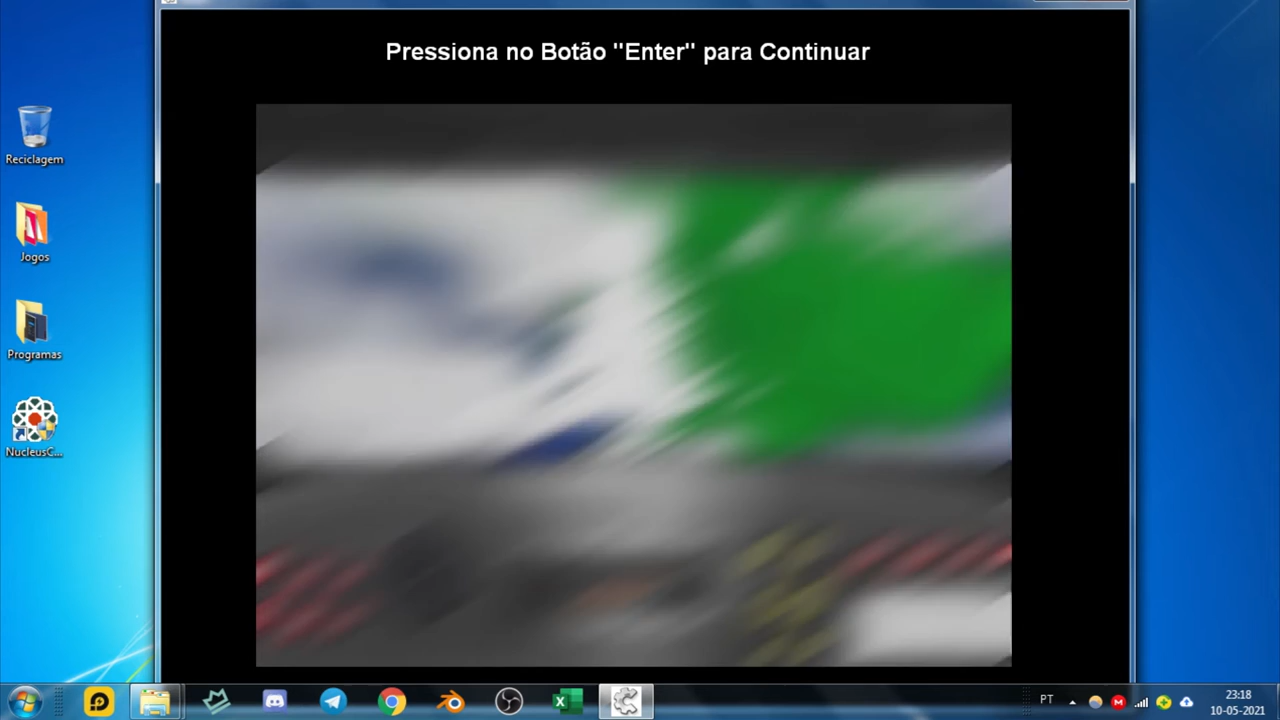 Pressiona no Botão "Enter" para Continuar
Reciclagem
Jogos
Programas
NucleusC...
PT
23:18
10-05-2021